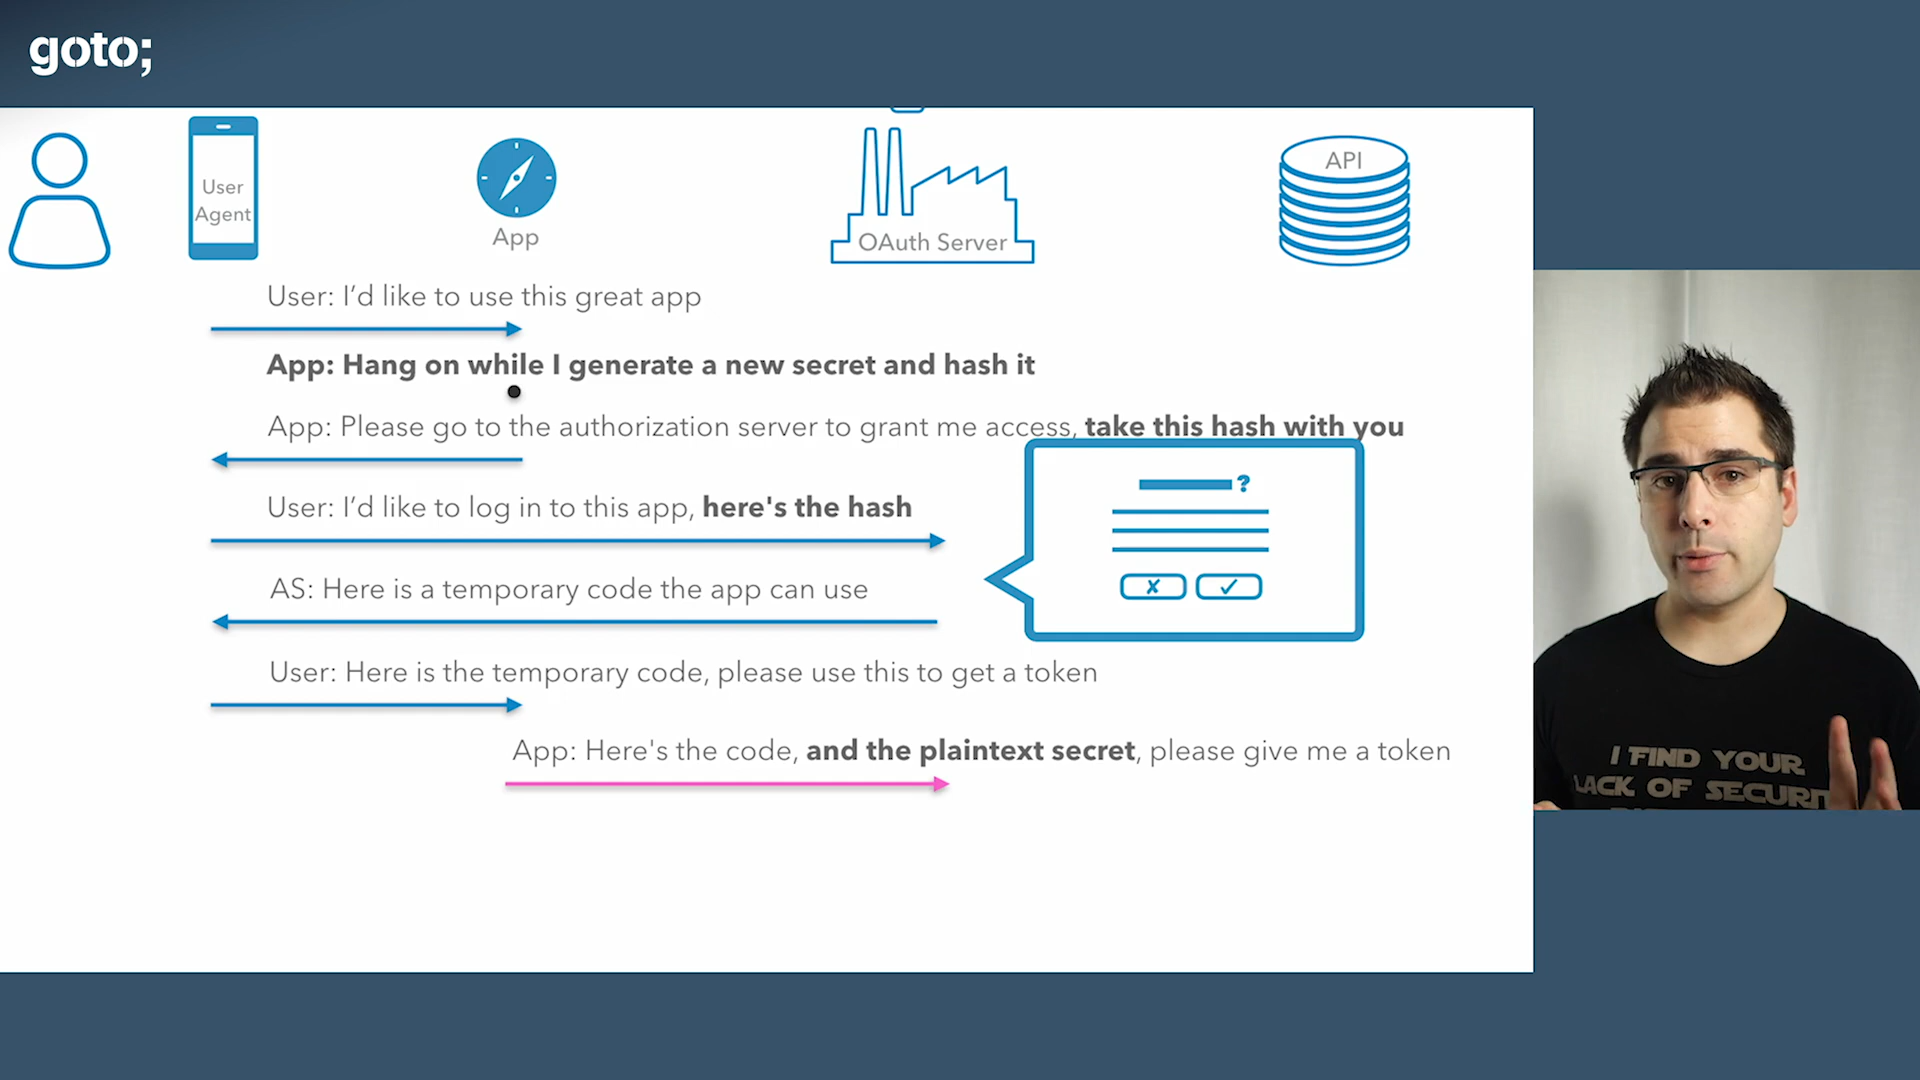 goto;
User
Agent
App
OAuth Server
API
User: I’d like to use this great app
App: Hang on while I generate a new secret and hash it
App: Please go to the authorization server to grant me access, take this hash with you
?
User: I’d like to log in to this app, here's the hash
AS: Here is a temporary code the app can use
User: Here is the temporary code, please use this to get a token
App: Here's the code, and the plaintext secret, please give me a token
I FIND YOUR
LACK OF SECURIT